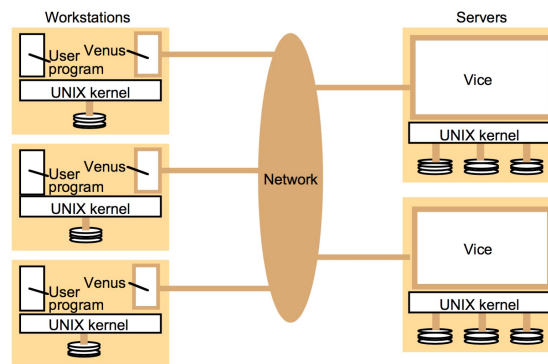 Workstations
Servers
User
program
Venus
UNIX kernel
User
program
Venus
UNIX kernel
User
program
Venus
UNIX kernel
Network
Vice
UNIX kernel
Vice
UNIX kernel